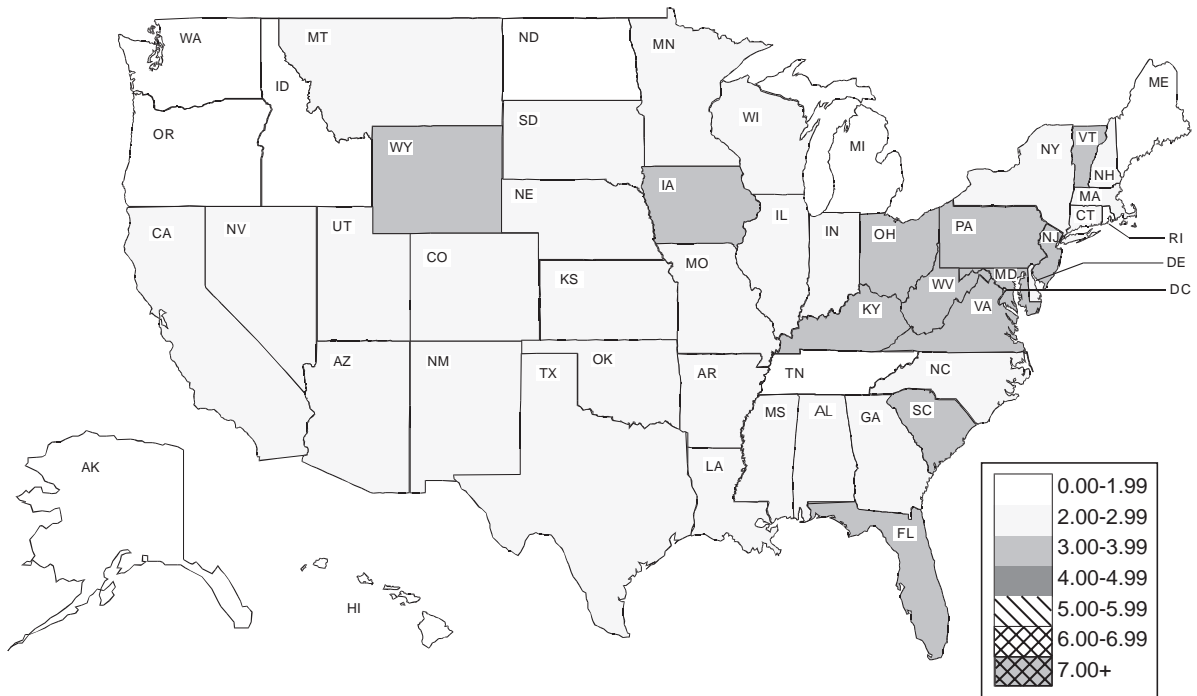 WA
MT
ND
MN
ME
ID
OR
SD
WI
MI
VT
NY
NH
WY
IA
NE
MA
CT
CA
NV
UT
IL
IN
OH
PA
NJ
RI
CO
MO
MD
DE
KS
WV
DC
KY
VA
AZ
NM
OK
TX
AR
TN
NC
MS
AL
GA
SC
LA
AK
FL
HI
0.00-1.99
2.00-2.99
3.00-3.99
4.00-4.99
5.00-5.99
6.00-6.99
7.00+